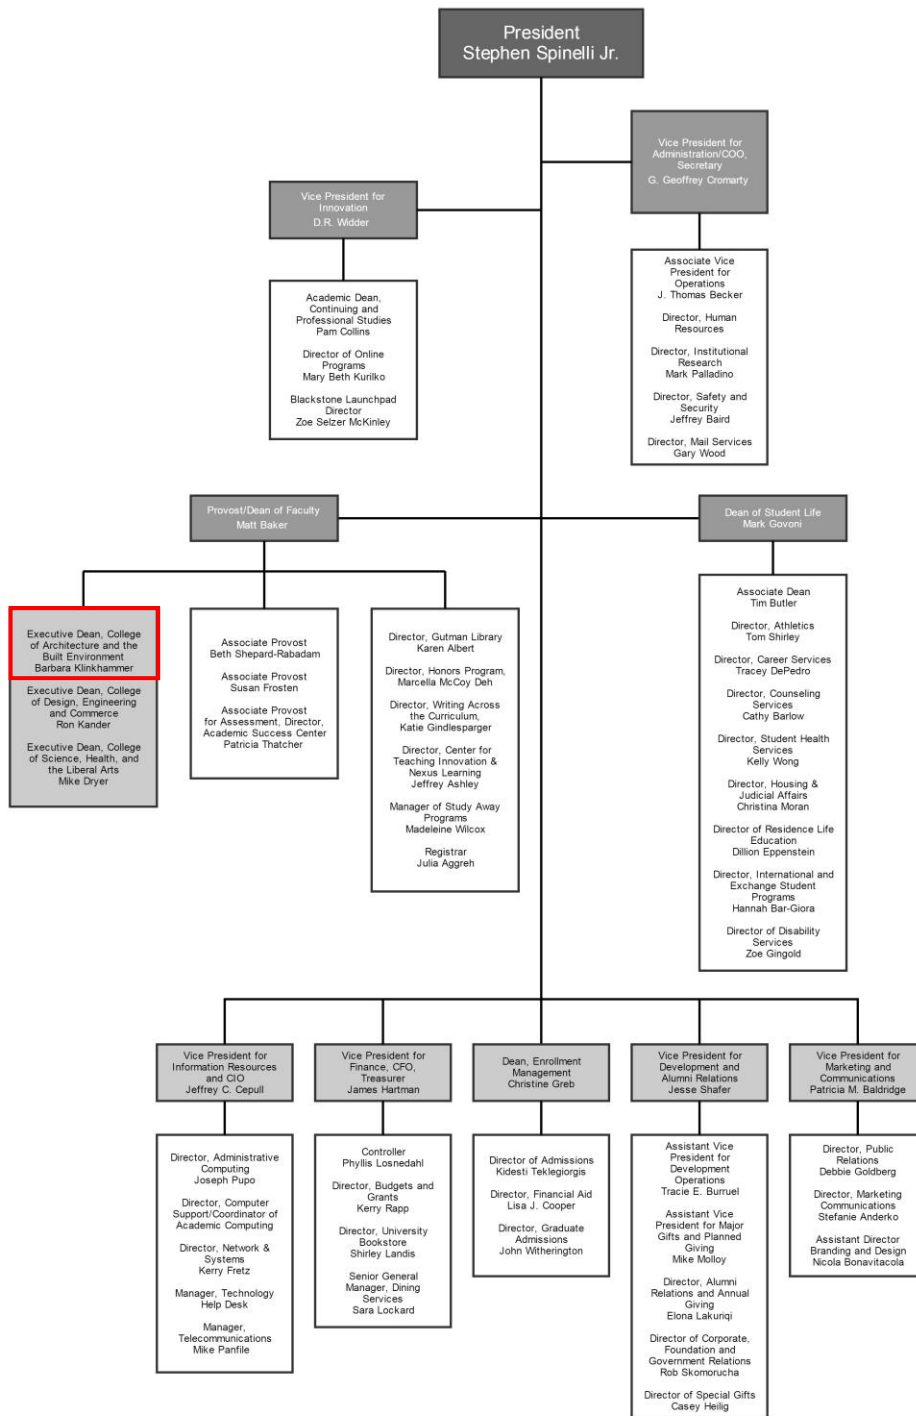 President
Stephen Spinelli Jr.
Vice President for
Administration/COO,
Secretary
G. Geoffrey Cromarty
Vice President for
Innovation
D.R. Widder
Associate Vice
President for
Operations
J. Thomas Becker
Director, Human
Resources
Director, Institutional
Research
Mark Palladino
Director, Safety and
Security
Jeffrey Baird
Director, Mail Services
Gary Wood
Academic Dean,
Continuing and
Professional Studies
Pam Collins
Director of Online
Programs
Mary Beth Kurilko
Blackstone Launchpad
Director
Zoe Selzer McKinley
Provost/Dean of Faculty
Matt Baker
Dean of Student Life
Mark Govoni
Executive Dean, College
of Architecture and the
Built Environment
Barbara Klinkhammer
Executive Dean, College
of Design, Engineering
and Commerce
Ron Kander
Executive Dean, College
of Science, Health, and
the Liberal Arts
Mike Dryer
Associate Provost
Beth Shepard-Rabadam
Associate Provost
Susan Frosten
Associate Provost
for Assessment, Director,
Academic Success Center
Patricia Thatcher
Director, Gutman Library
Karen Albert
Director, Honors Program,
Marcella McCoy Deh
Director, Writing Across
the Curriculum,
Katie Gindlesparger
Director, Center for
Teaching Innovation &
Nexus Learning
Jeffrey Ashley
Manager of Study Away
Programs
Madeleine Wilcox
Registrar
Julia Aggreh
Associate Dean
Tim Butler
Director, Athletics
Tom Shirley
Director, Career Services
Tracey DePedro
Director, Counseling
Services
Cathy Barlow
Director, Student Health
Services
Kelly Wong
Director, Housing &
Judicial Affairs
Christina Moran
Director of Residence Life
Education
Dillion Eppenstein
Director, International and
Exchange Student
Programs
Hannah Bar-Giora
Director of Disability
Services
Zoe Gingold
Vice President for
Information Resources
and CIO
Jeffrey C. Cepull
Vice President for
Finance, CFO,
Treasurer
James Hartman
Dean, Enrollment
Management
Christine Greb
Vice President for
Development and
Alumni Relations
Jesse Shafer
Vice President for
Marketing and
Communications
Patricia M. Baldridge
Director, Administrative
Computing
Joseph Pupo
Director, Computer
Support/Coordinator of
Academic Computing
Director, Network &
Systems
Kerry Fretz
Manager, Technology
Help Desk
Manager,
Telecommunications
Mike Panfile
Controller
Phyllis Losnedahl
Director, Budgets and
Grants
Kerry Rapp
Director, University
Bookstore
Shirley Landis
Senior General
Manager, Dining
Services
Sara Lockard
Director of Admissions
Kidesti Teklegiorgis
Director, Financial Aid
Lisa J. Cooper
Director, Graduate
Admissions
John Witherington
Assistant Vice
President for
Development
Operations
Tracie E. Burruel
Assistant Vice
President for Major
Gifts and Planned
Giving
Mike Molloy
Director, Alumni
Relations and Annual
Giving
Elona Lakuriqi
Director of Corporate,
Foundation and
Government Relations
Rob Skomorucha
Director of Special Gifts
Casey Heilig
Director, Public
Relations
Debbie Goldberg
Director, Marketing
Communications
Stefanie Anderko
Assistant Director
Branding and Design
Nicola Bonavitacola